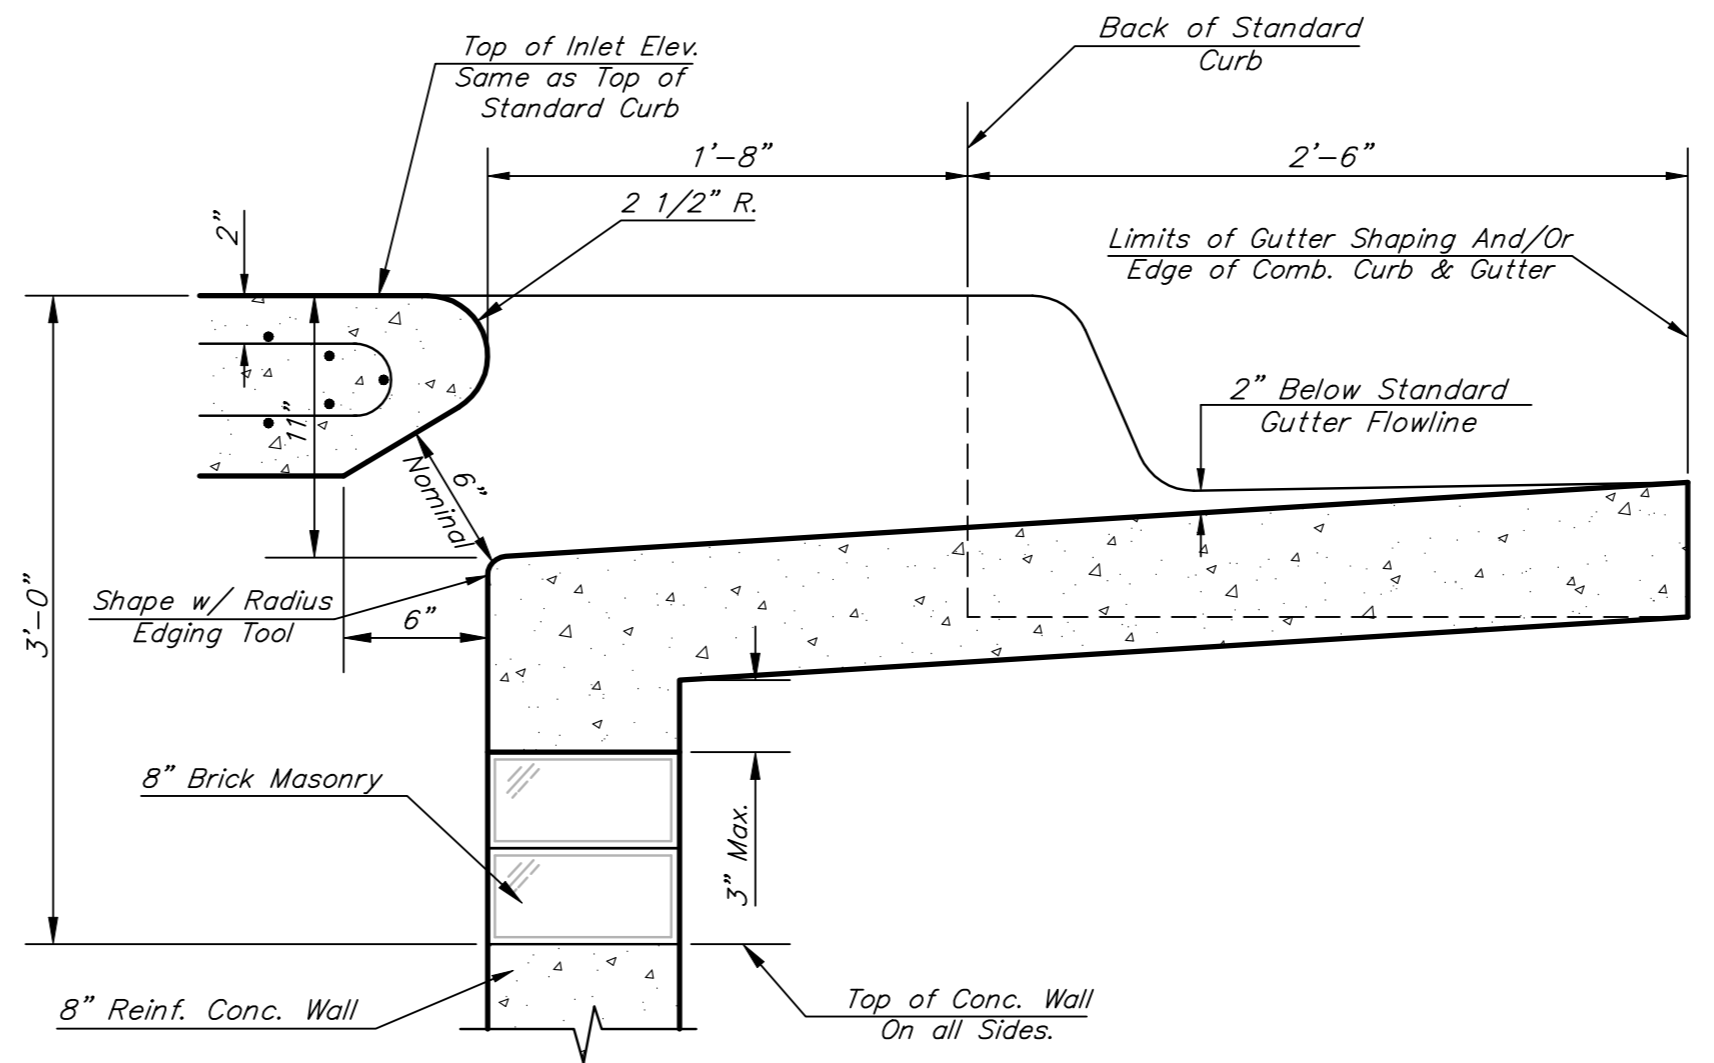 Back of Standard
Curb
Top of Inlet Elev.
Same as Top of
Standard Curb
1'-8"
2'-6"
2 1/2" R.
2"
Limits of Gutter Shaping And/Or
Edge of Comb. Curb & Gutter
2" Below Standard
Gutter Flowline
11"
6"
Nominal
3'-0"
Shape w/ Radius
Edging Tool
6"
8" Brick Masonry
3" Max.
8" Reinf. Conc. Wall
Top of Conc. Wall
On all Sides.